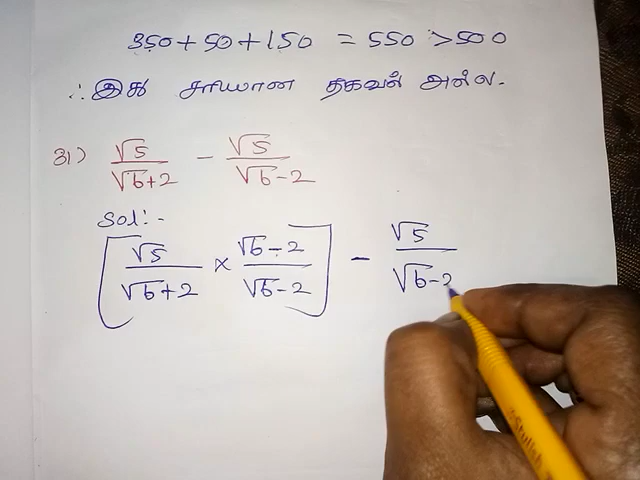 350+50+150 = 550 > 500
∴ இது சரியான தகவல் அல்ல.
31) √5/(√6+2) - √5/(√6-2)
Sol:-
[√5/(√6+2) × (√6-2)/(√6-2)] - √5/(√6-2)